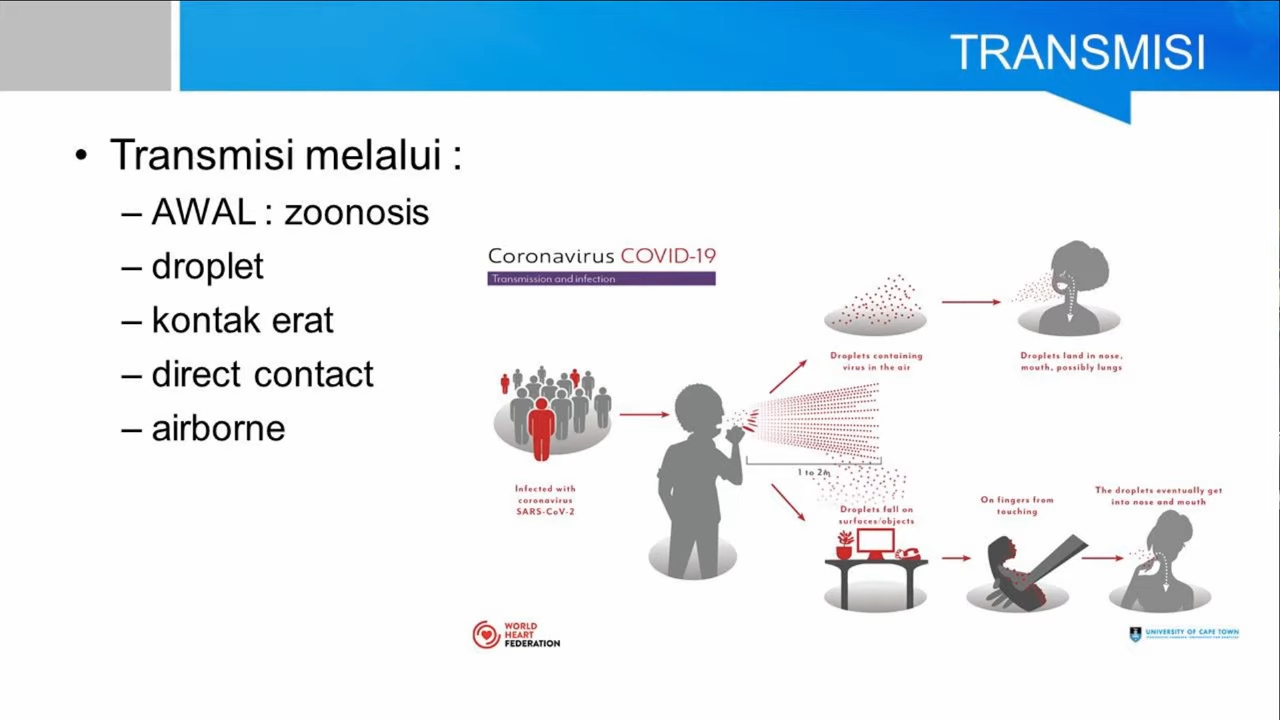 TRANSMISI
• Transmisi melalui :
– AWAL : zoonosis
– droplet
– kontak erat
– direct contact
– airborne
Coronavirus COVID-19
Transmission and infection
Infected with
coronavirus
SARS-CoV-2
1 to 2m
Droplets containing
virus in the air
Droplets land in nose,
mouth, possibly lungs
Droplets fall on
surfaces/objects
On fingers from
touching
The droplets eventually get
into nose and mouth
WORLD
HEART
FEDERATION
UNIVERSITY OF CAPE TOWN